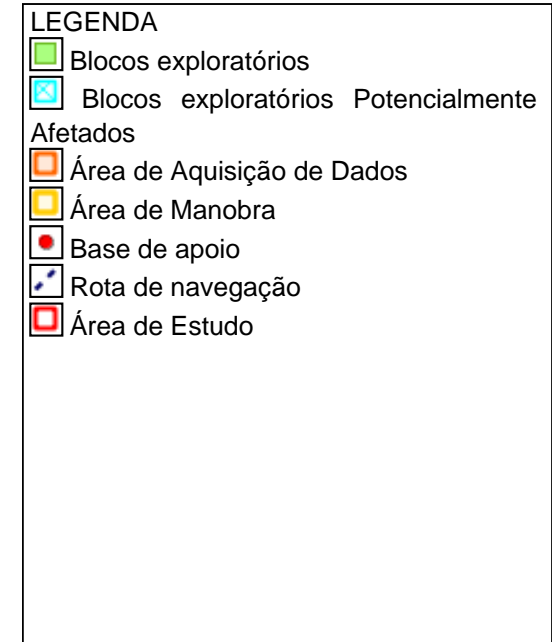 LEGENDA
Blocos exploratórios
Blocos exploratórios Potencialmente
Afetados
Área de Aquisição de Dados
Área de Manobra
Base de apoio
Rota de navegação
Área de Estudo